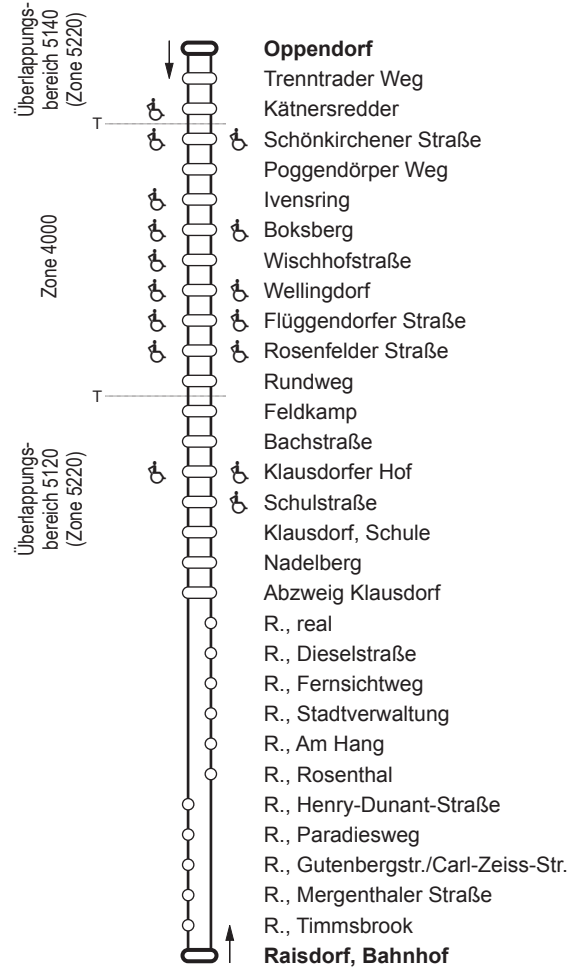 Überlappungs-
bereich 5140
(Zone 5220)
Oppendorf
Trenntrader Weg
Kätnersredder
T
Schönkirchener Straße
Poggendörper Weg
Ivensring
Zone 4000
Boksberg
Wischhofstraße
Wellingdorf
Flüggendorfer Straße
Rosenfelder Straße
Rundweg
T
Feldkamp
Bachstraße
Überlappungs-
bereich 5120
(Zone 5220)
Klausdorfer Hof
Schulstraße
Klausdorf, Schule
Nadelberg
Abzweig Klausdorf
R., real
R., Dieselstraße
R., Fernsichtweg
R., Stadtverwaltung
R., Am Hang
R., Rosenthal
R., Henry-Dunant-Straße
R., Paradiesweg
R., Gutenbergstr./Carl-Zeiss-Str.
R., Mergenthaler Straße
R., Timmsbrook
Raisdorf, Bahnhof